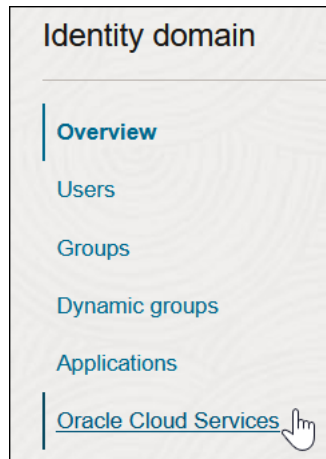 Identity domain
Overview
Users
Groups
Dynamic groups
Applications
Oracle Cloud Services